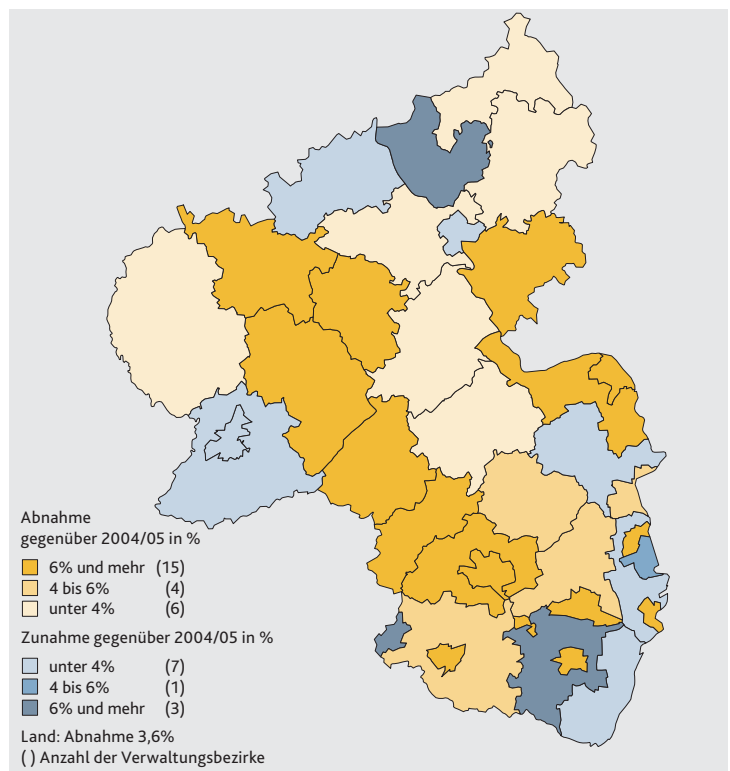 Abnahme
gegenüber 2004/05 in %
6% und mehr (15)
4 bis 6% (4)
unter 4% (6)
Zunahme gegenüber 2004/05 in %
unter 4% (7)
4 bis 6% (1)
6% und mehr (3)
Land: Abnahme 3,6%
( ) Anzahl der Verwaltungsbezirke